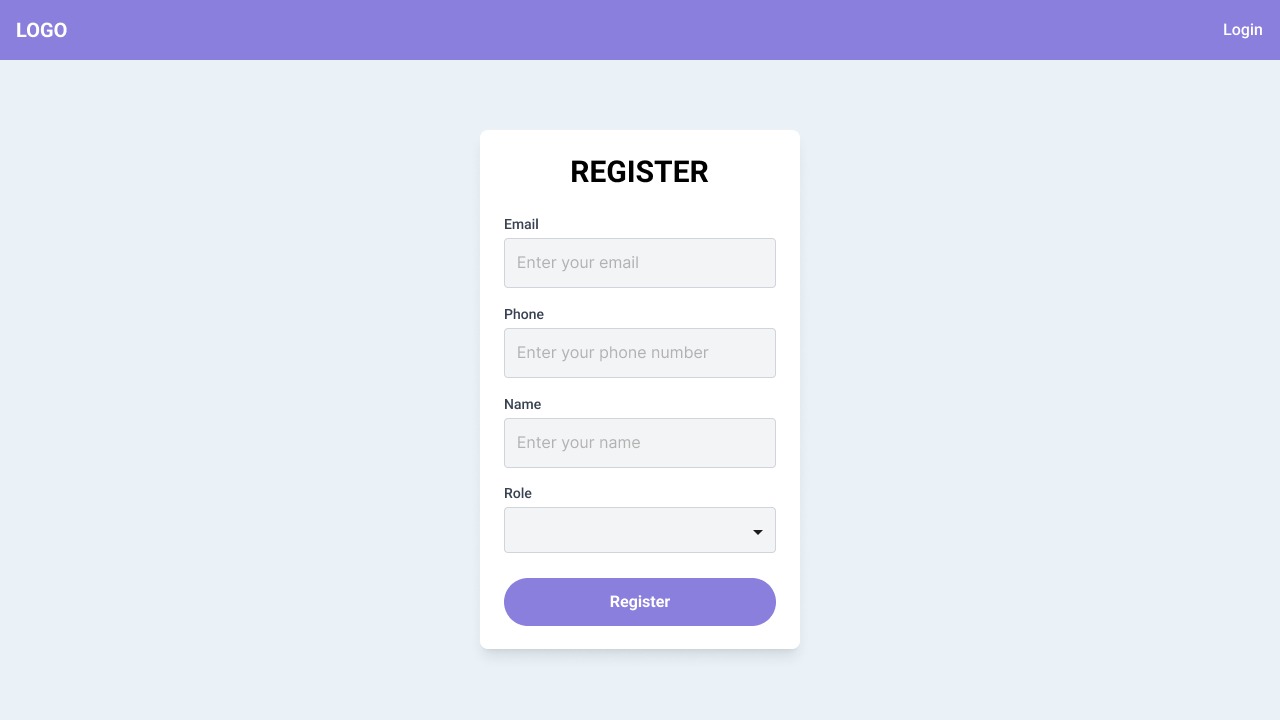 LOGO
Login
REGISTER
Email
Enter your email
Phone
Enter your phone number
Name
Enter your name
Role
Register